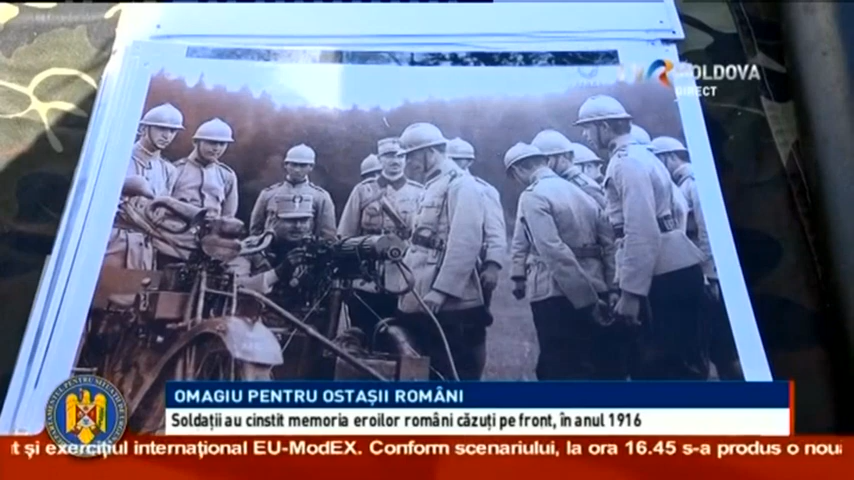 TVR MOLDOVA
DIRECT
OMAGIU PENTRU OSTAȘII ROMÂNI
Soldații au cinstit memoria eroilor români căzuți pe front, în anul 1916
și exercițiul internațional EU-ModEX. Conform scenariului, la ora 16.45 s-a produs o nouă